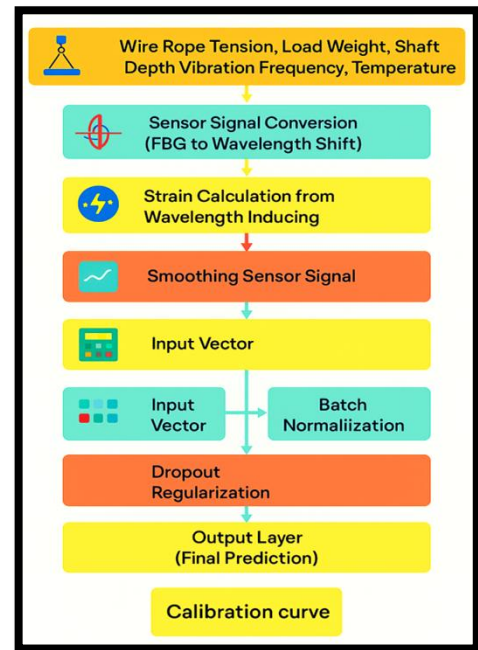 Wire Rope Tension, Load Weight, Shaft
Depth Vibration Frequency, Temperature
Sensor Signal Conversion
(FBG to Wavelength Shift)
Strain Calculation from
Wavelength Inducing
Smoothing Sensor Signal
Input Vector
Input
Vector
Batch
Normaliization
Dropout
Regularization
Output Layer
(Final Prediction)
Calibration curve